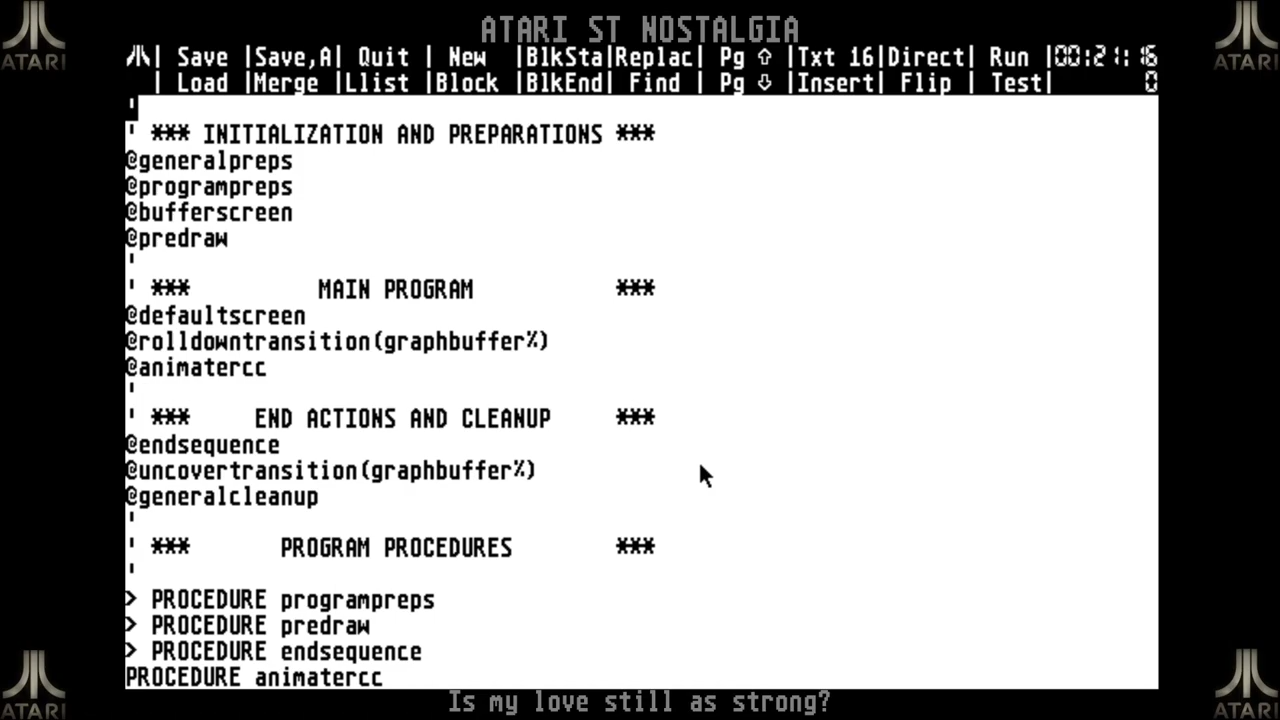 ATARI ST NOSTALGIA
| Save |Save,A| Quit | New |BlkSta|Replac| Pg ⇧ |Txt 16|Direct| Run |00:21:16
| Load |Merge |Llist |Block |BlkEnd| Find | Pg ⇩ |Insert| Flip | Test| 0
'
' *** INITIALIZATION AND PREPARATIONS ***
@generalpreps
@programpreps
@bufferscreen
@predraw
'
' *** MAIN PROGRAM ***
@defaultscreen
@rolldowntransition(graphbuffer%)
@animatercc
'
' *** END ACTIONS AND CLEANUP ***
@endsequence
@uncovertransition(graphbuffer%)
@generalcleanup
'
' *** PROGRAM PROCEDURES ***
'
> PROCEDURE programpreps
> PROCEDURE predraw
> PROCEDURE endsequence
PROCEDURE animatercc
Is my love still as strong?
ATARI
ATARI
ATARI
ATARI